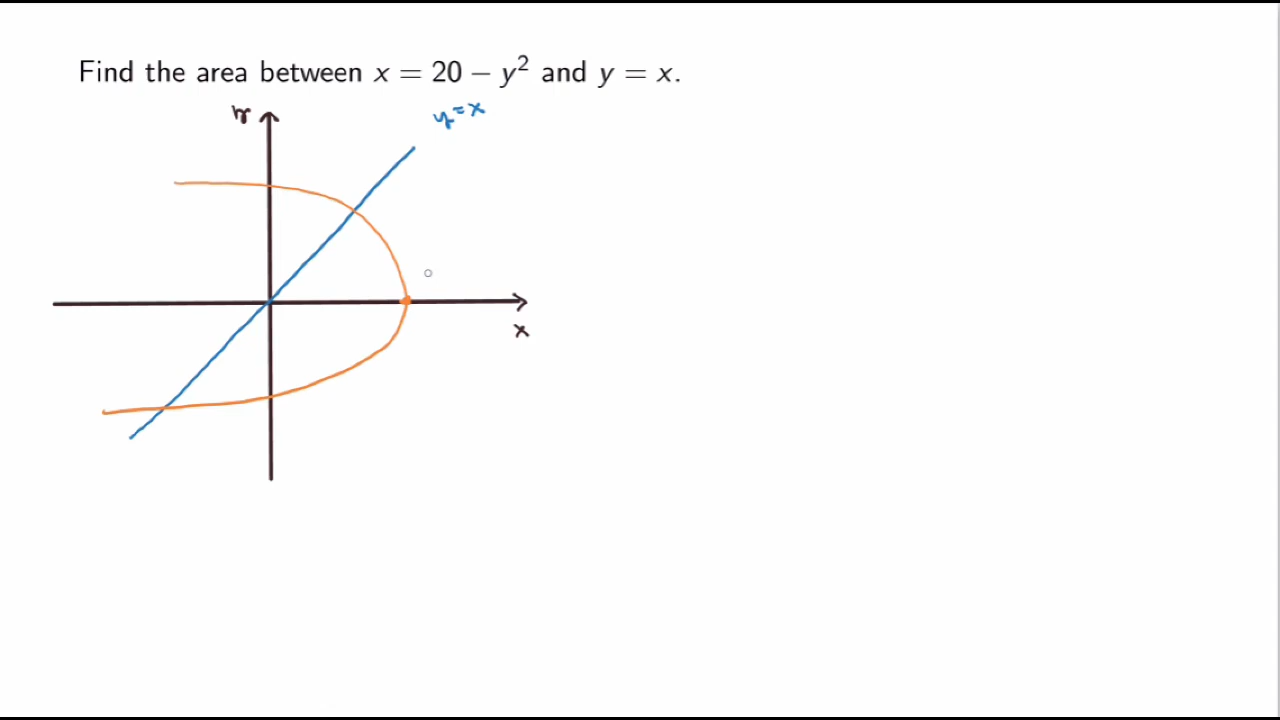 Find the area between x = 20 − y² and y = x.
y
y=x
x